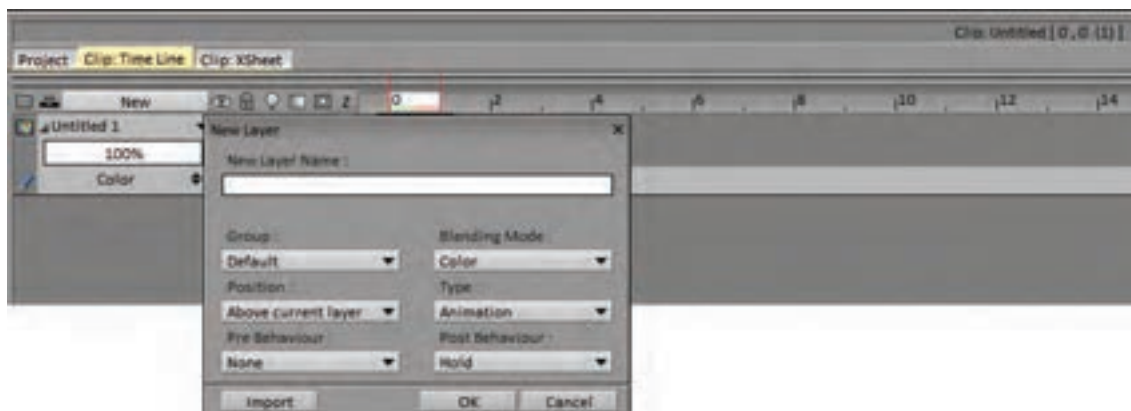 Clip: Untitled [ 0 , 0 (1) ]
Project Clip: Time Line Clip: XSheet
New z 0 2 4 6 8 10 12 14
Untitled 1
100%
Color
New Layer
New Layer Name :
Group : Blending Mode
Default Color
Position : Type
Above current layer Animation
Pre Behaviour : Post Behaviour :
None Hold
Import OK Cancel